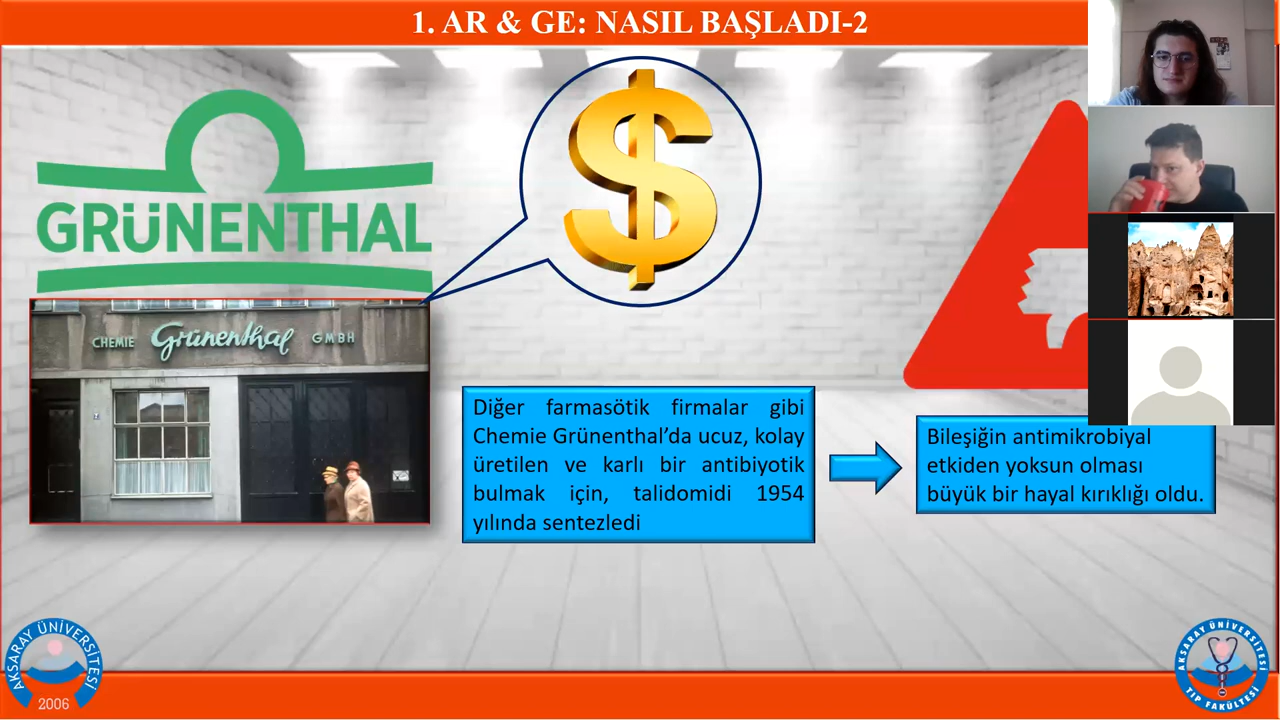 1. AR & GE: NASIL BAŞLADI-2
GRÜNENTHAL
CHEMIE Grünenthal GMBH
Diğer farmasötik firmalar gibi
Chemie Grünenthal’da ucuz, kolay
üretilen ve karlı bir antibiyotik
bulmak için, talidomidi 1954
yılında sentezledi
Bileşiğin antimikrobiyal
etkiden yoksun olması
büyük bir hayal kırıklığı oldu.
AKSARAY ÜNİVERSİTESİ
2006
AKSARAY ÜNİVERSİTESİ
TIP FAKÜLTESİ